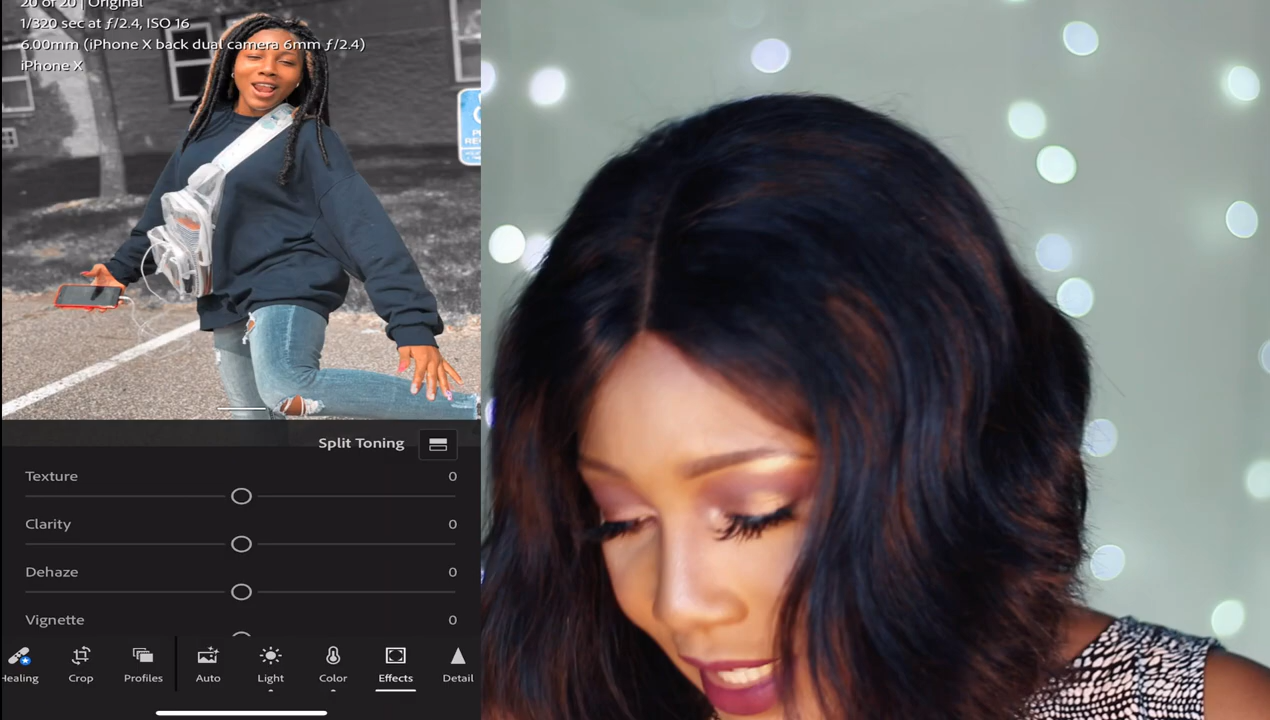 20 of 20 | Original
1/320 sec at ƒ/2.4, ISO 16
6.00mm (iPhone X back dual camera 6mm ƒ/2.4)
iPhone X
Split Toning
Texture 0
Clarity 0
Dehaze 0
Vignette 0
Healing Crop Profiles Auto Light Color Effects Detail